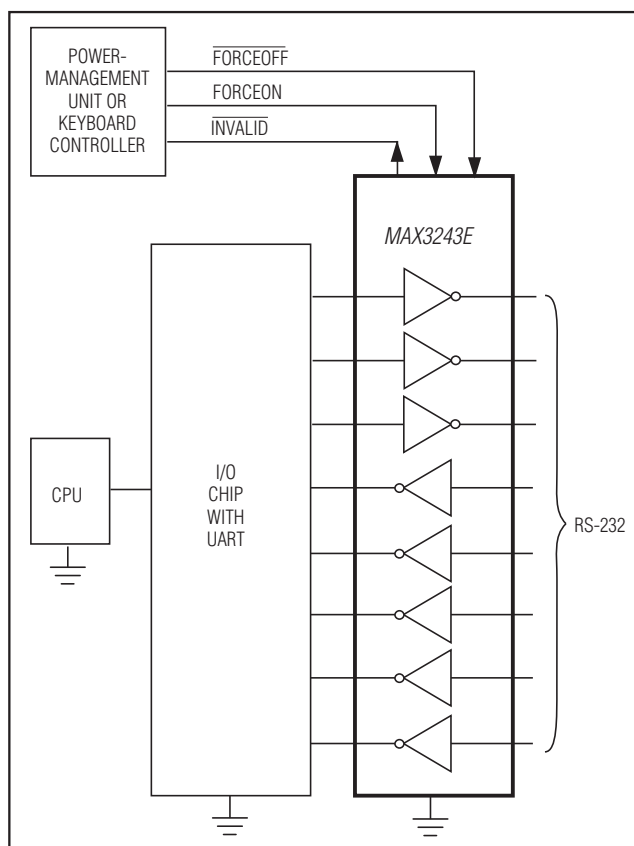 POWER-
MANAGEMENT
UNIT OR
KEYBOARD
CONTROLLER
FORCEOFF
FORCEON
INVALID
MAX3243E
CPU
I/O
CHIP
WITH
UART
RS-232